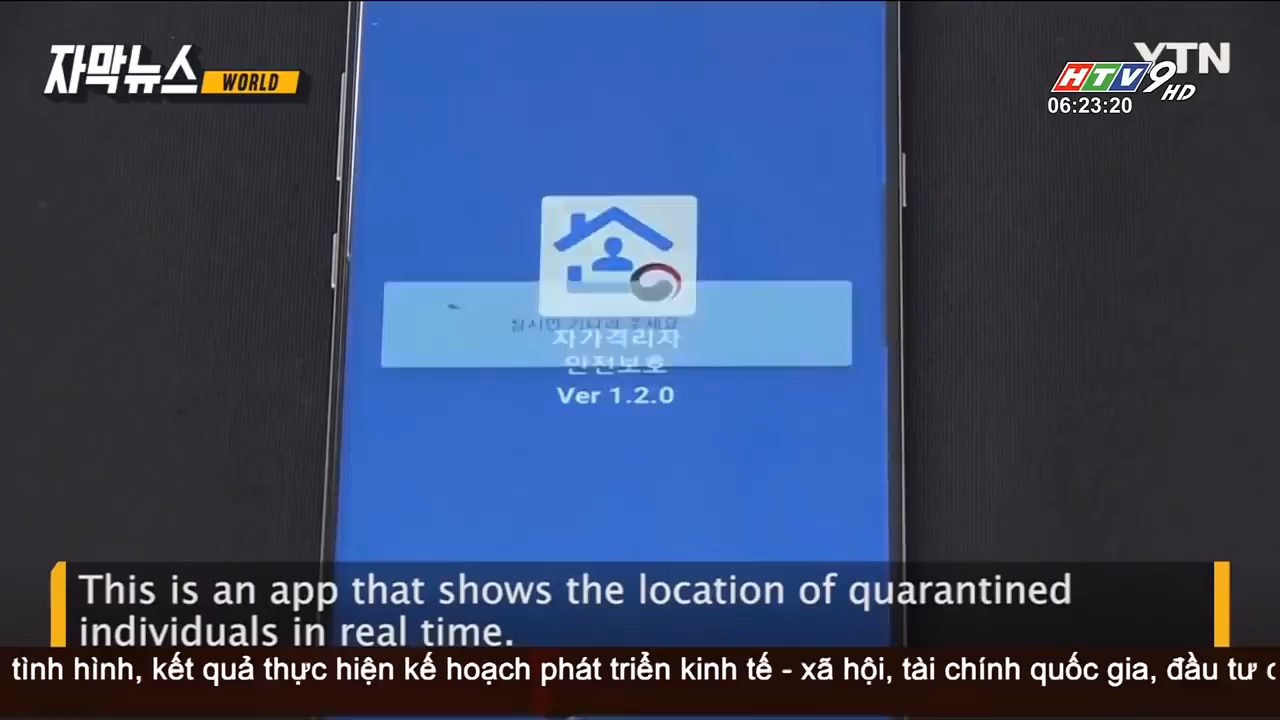 자막뉴스
WORLD
YTN
HTV9
HD
06:23:20
자가격리자
안전보호
Ver 1.2.0
This is an app that shows the location of quarantined
individuals in real time.
tình hình, kết quả thực hiện kế hoạch phát triển kinh tế - xã hội, tài chính quốc gia, đầu tư